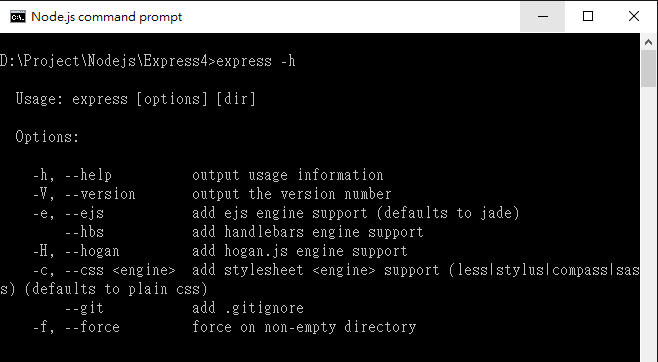 Node.js command prompt
D:\Project\Nodejs\Express4>express -h
Usage: express [options] [dir]
Options:
-h, --help          output usage information
-V, --version       output the version number
-e, --ejs           add ejs engine support (defaults to jade)
--hbs           add handlebars engine support
-H, --hogan         add hogan.js engine support
-c, --css <engine>  add stylesheet <engine> support (less|stylus|compass|sas
s) (defaults to plain css)
--git           add .gitignore
-f, --force         force on non-empty directory